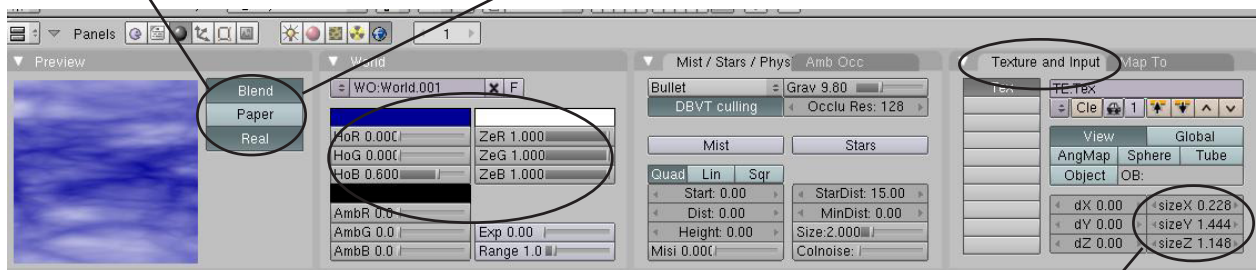 Panels 1
Preview
Blend
Paper
Real
World
WO:World.001 F
HoR 0.000 ZeR 1.000
HoG 0.000 ZeG 1.000
HoB 0.600 ZeB 1.000
AmbR 0.0
AmbG 0.0 Exp 0.00
AmbB 0.0 Range 1.0
Mist / Stars / Phys Amb Occ
Bullet Grav 9.80
DBVT culling Occlu Res: 128
Mist Stars
Quad Lin Sqr
Start: 0.00 StarDist: 15.00
Dist: 0.00 MinDist: 0.00
Height: 0.00 Size:2.000
Misi 0.00 Colnoise:
Texture and Input Map To
Tex TE:Tex
Cle 1
View Global
AngMap Sphere Tube
Object OB:
dX 0.00 sizeX 0.228
dY 0.00 sizeY 1.444
dZ 0.00 sizeZ 1.148